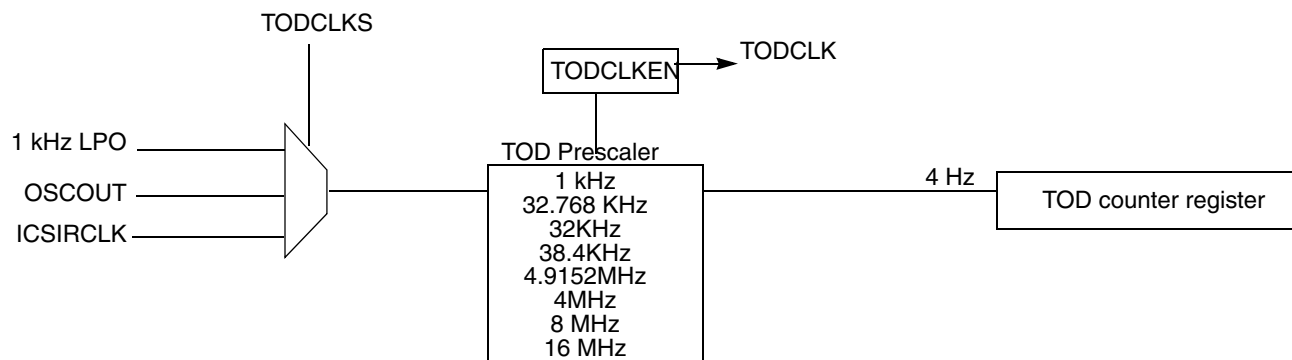 TODCLKS
TODCLKEN
TODCLK
1 kHz LPO
OSCOUT
ICSIRCLK
TOD Prescaler
1 kHz
32.768 KHz
32KHz
38.4KHz
4.9152MHz
4MHz
8 MHz
16 MHz
4 Hz
TOD counter register